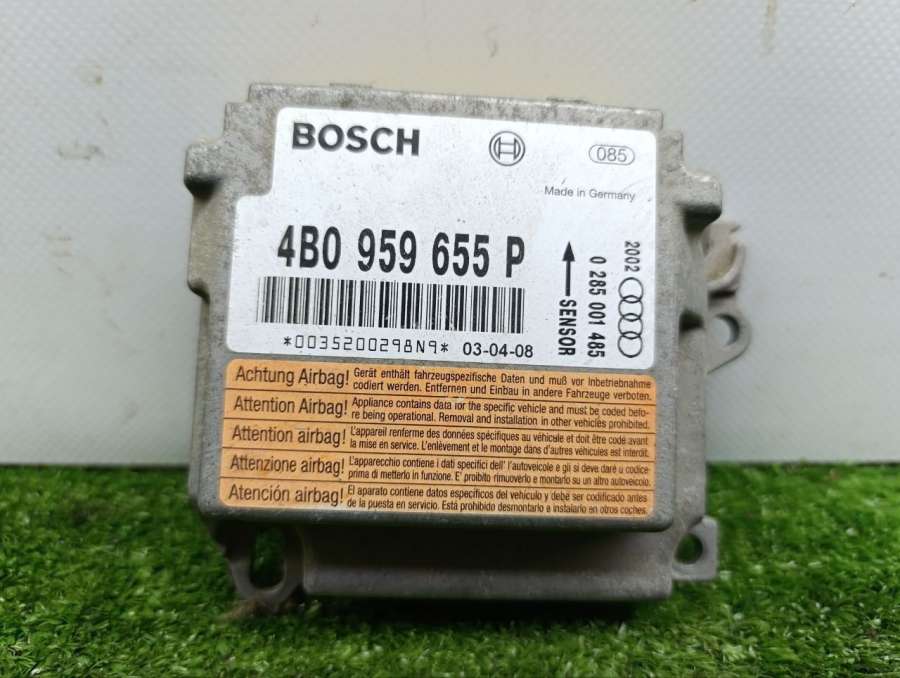 BOSCH
085
Made in Germany
4B0 959 655 P
*0035200298N9* 03-04-08
SENSOR
0 285 001 485
2002
Achtung Airbag! Gerät enthält fahrzeugspezifische Daten und muß vor Inbetriebnahme
codiert werden. Entfernen und Einbau in andere Fahrzeuge verboten.
Attention Airbag! Appliance contains data for the specific vehicle and must be coded befo-
re being operational. Removal and installation in other vehicles prohibited.
Attention airbag! L'appareil renferme des données spécifiques au véhicule et doit être codé avant
la mise en service. L'enlèvement et le montage dans d'autres véhicules est interdit.
Attenzione airbag! L'apparecchio contiene i dati specifici dell' l'autoveicole e gli si deve daré u codice-
prima di metterlo in funzione. E' proibito rimuoverlo e montarlo su un altro autoveicolo.
Atención airbag! El aparato contiene datos específicos del vehículo y debe ser codificado antes
de la puesta en servicio. Está prohibido desmontarlo e instalarlo en otros coches.